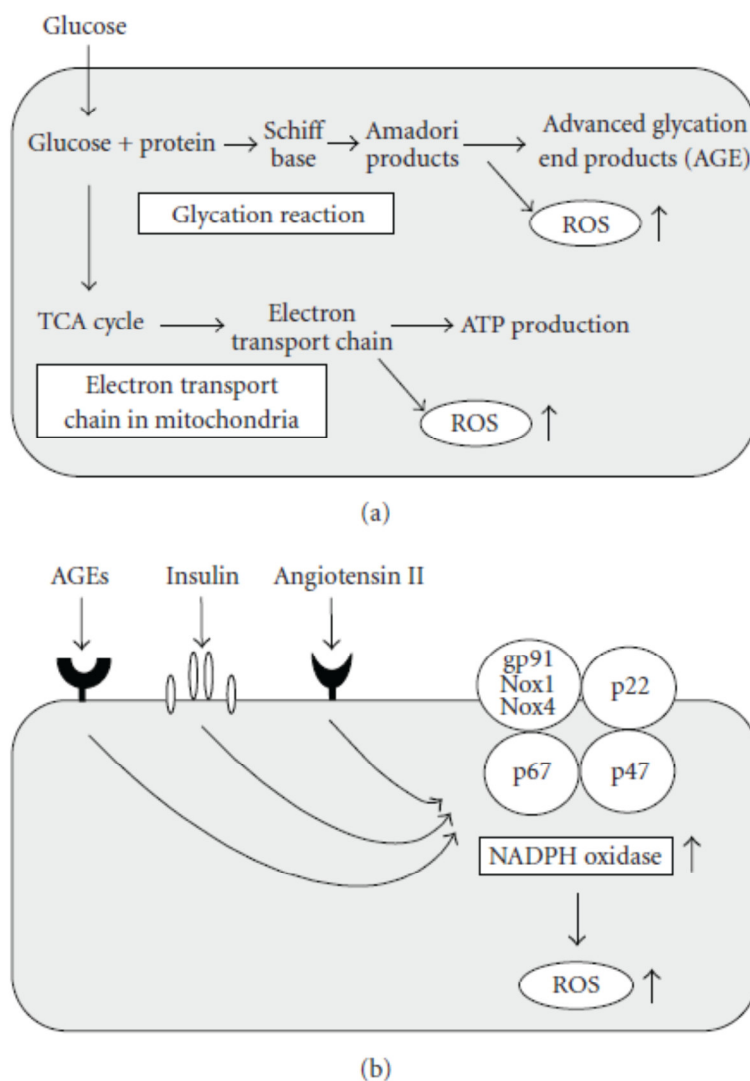 Glucose
Glucose + protein → Schiff base → Amadori products → Advanced glycation end products (AGE)
Glycation reaction
ROS ↑
TCA cycle → Electron transport chain → ATP production
Electron transport
chain in mitochondria
ROS ↑
(a)
AGEs Insulin Angiotensin II
gp91
Nox1
Nox4
p22
p67
p47
NADPH oxidase ↑
ROS ↑
(b)